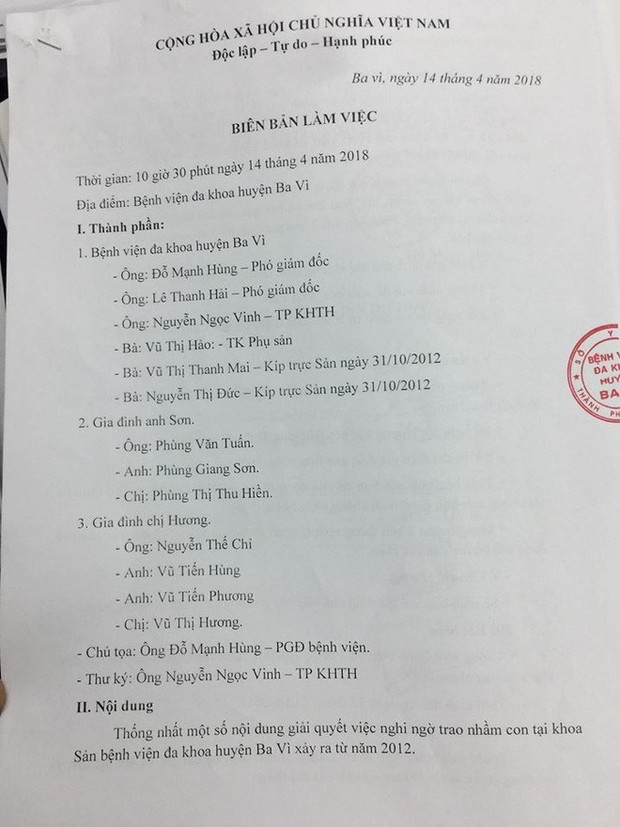 CỘNG HÒA XÃ HỘI CHỦ NGHĨA VIỆT NAM
Độc lập – Tự do – Hạnh phúc
Ba vì, ngày 14 tháng 4 năm 2018
BIÊN BẢN LÀM VIỆC
Thời gian: 10 giờ 30 phút ngày 14 tháng 4 năm 2018
Địa điểm: Bệnh viện đa khoa huyện Ba Vì
I. Thành phần:
1. Bệnh viện đa khoa huyện Ba Vì
- Ông: Đỗ Mạnh Hùng – Phó giám đốc
- Ông: Lê Thanh Hải – Phó giám đốc
- Ông: Nguyễn Ngọc Vinh – TP KHTH
- Bà: Vũ Thị Hảo: - TK Phụ sản
- Bà: Vũ Thị Thanh Mai – Kíp trực Sản ngày 31/10/2012
- Bà: Nguyễn Thị Đức – Kíp trực Sản ngày 31/10/2012
2. Gia đình anh Sơn.
- Ông: Phùng Văn Tuấn.
- Anh: Phùng Giang Sơn.
- Chị: Phùng Thị Thu Hiền.
3. Gia đình chị Hương.
- Ông: Nguyễn Thế Chi
- Anh: Vũ Tiến Hùng
- Anh: Vũ Tiến Phương
- Chị: Vũ Thị Hương.
- Chủ tọa: Ông Đỗ Mạnh Hùng – PGĐ bệnh viện.
- Thư ký: Ông Nguyễn Ngọc Vinh – TP KHTH
II. Nội dung
Thống nhất một số nội dung giải quyết việc nghi ngờ trao nhầm con tại khoa
Sản bệnh viện đa khoa huyện Ba Vì xảy ra từ năm 2012.
SỞ Y
BỆNH V
ĐA K
HUY
BA
THÀNH PH